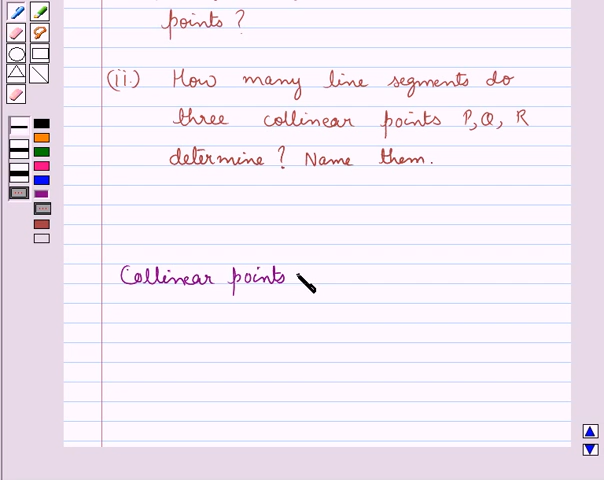 points ?
(ii.) How many line segments do
three collinear points P, Q, R
determine ? Name them.
Collinear points